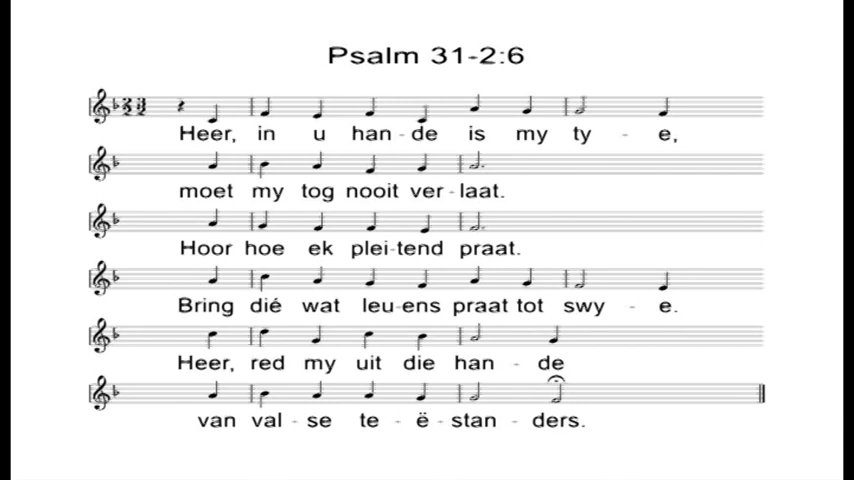 Psalm 31-2:6
Heer, in u han-de is my ty-e,
moet my tog nooit ver-laat.
Hoor hoe ek plei-tend praat.
Bring dié wat leu-ens praat tot swy-e.
Heer, red my uit die han-de
van val-se te-ë-stan-ders.